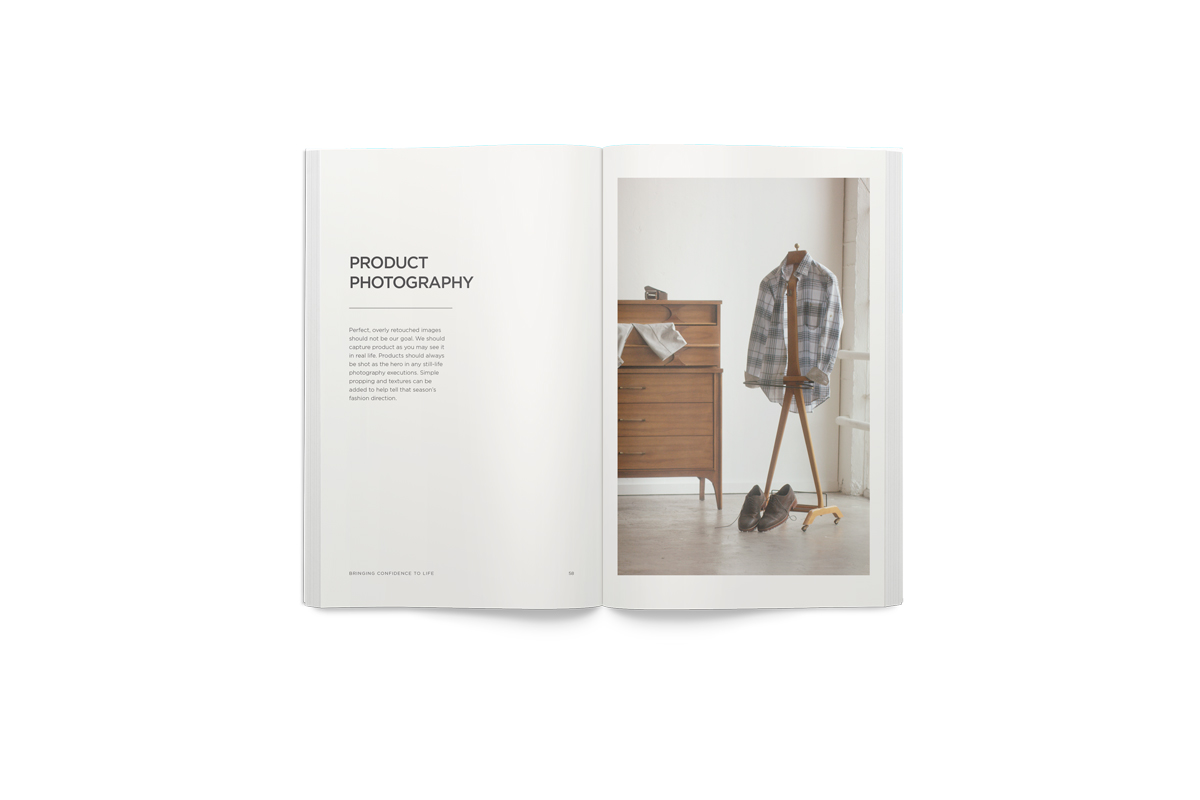 PRODUCT
PHOTOGRAPHY
Perfect, overly retouched images
should not be our goal. We should
capture product as you may see it
in real life. Products should always
be shot as the hero in any still-life
photography executions. Simple
propping and textures can be
added to help tell that season's
fashion direction.
BRINGING CONFIDENCE TO LIFE
58